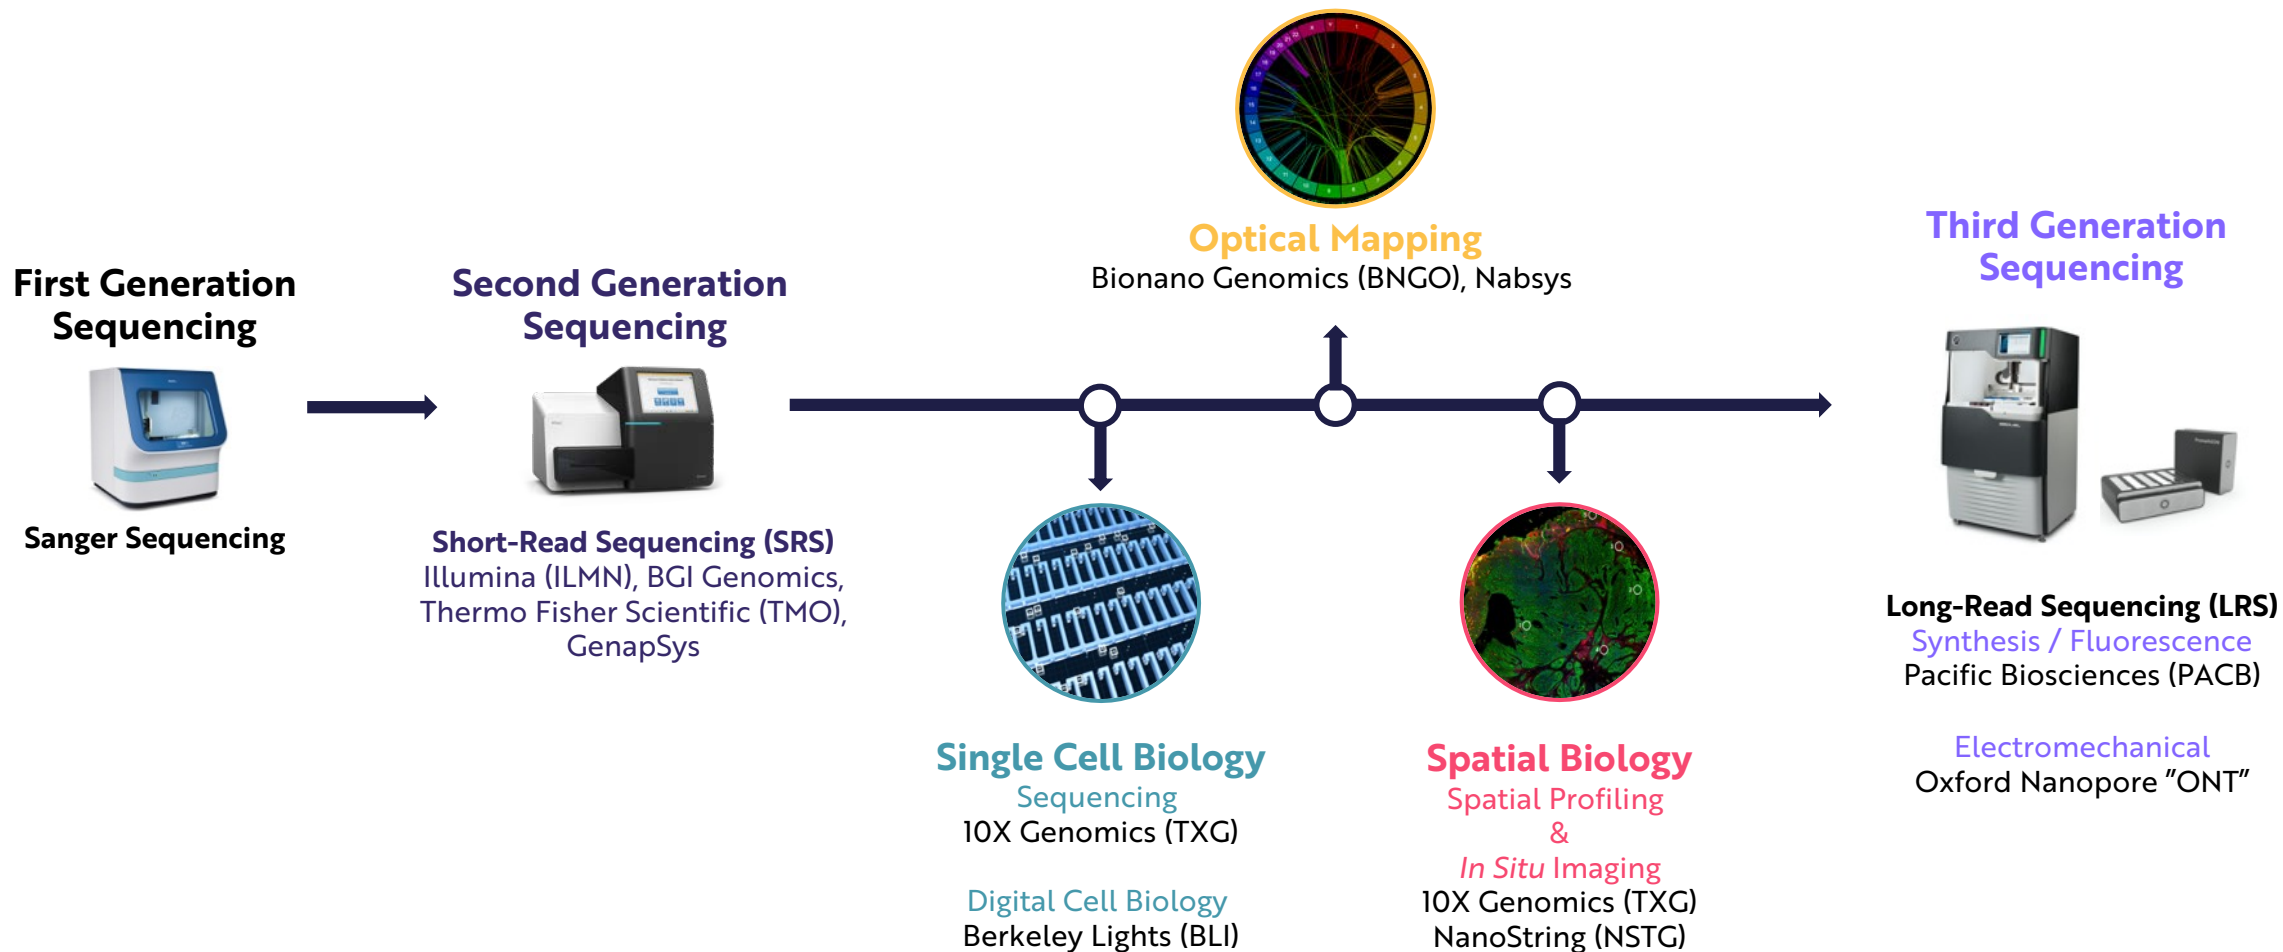 First Generation
Sequencing
Sanger Sequencing
Second Generation
Sequencing
Short-Read Sequencing (SRS)
Illumina (ILMN), BGI Genomics,
Thermo Fisher Scientific (TMO),
GenapSys
Optical Mapping
Bionano Genomics (BNGO), Nabsys
Single Cell Biology
Sequencing
10X Genomics (TXG)
Digital Cell Biology
Berkeley Lights (BLI)
Spatial Biology
Spatial Profiling
&
In Situ Imaging
10X Genomics (TXG)
NanoString (NSTG)
Third Generation
Sequencing
Long-Read Sequencing (LRS)
Synthesis / Fluorescence
Pacific Biosciences (PACB)
Electromechanical
Oxford Nanopore "ONT"